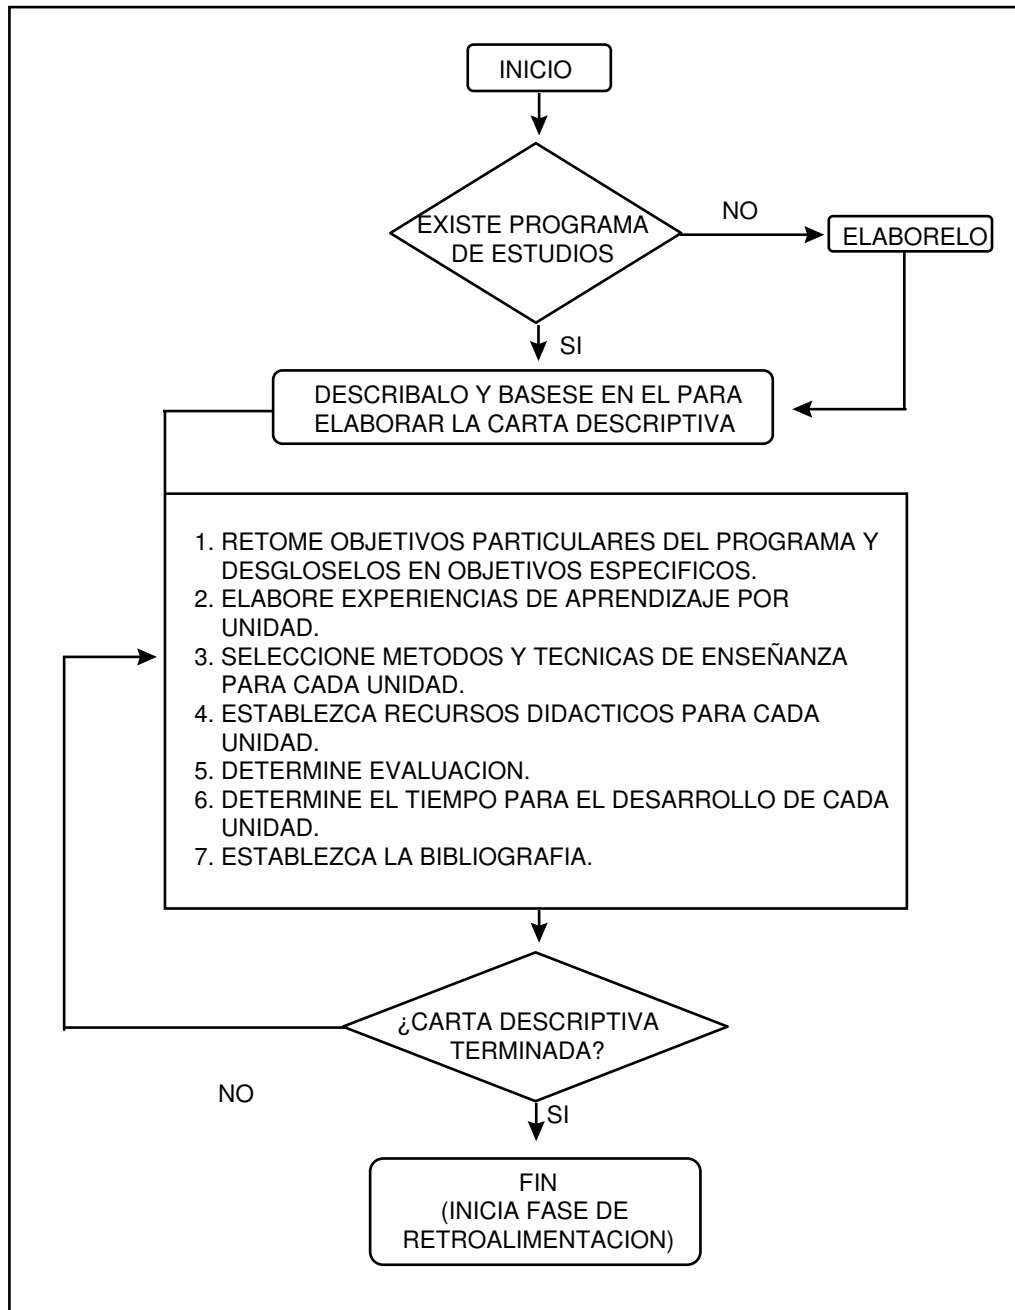 INICIO
EXISTE PROGRAMA
DE ESTUDIOS
NO
ELABORELO
SI
DESCRIBALO Y BASESE EN EL PARA
ELABORAR LA CARTA DESCRIPTIVA
1. RETOME OBJETIVOS PARTICULARES DEL PROGRAMA Y
DESGLOSELOS EN OBJETIVOS ESPECIFICOS.
2. ELABORE EXPERIENCIAS DE APRENDIZAJE POR
UNIDAD.
3. SELECCIONE METODOS Y TECNICAS DE ENSEÑANZA
PARA CADA UNIDAD.
4. ESTABLEZCA RECURSOS DIDACTICOS PARA CADA
UNIDAD.
5. DETERMINE EVALUACION.
6. DETERMINE EL TIEMPO PARA EL DESARROLLO DE CADA
UNIDAD.
7. ESTABLEZCA LA BIBLIOGRAFIA.
¿CARTA DESCRIPTIVA
TERMINADA?
NO
SI
FIN
(INICIA FASE DE
RETROALIMENTACION)